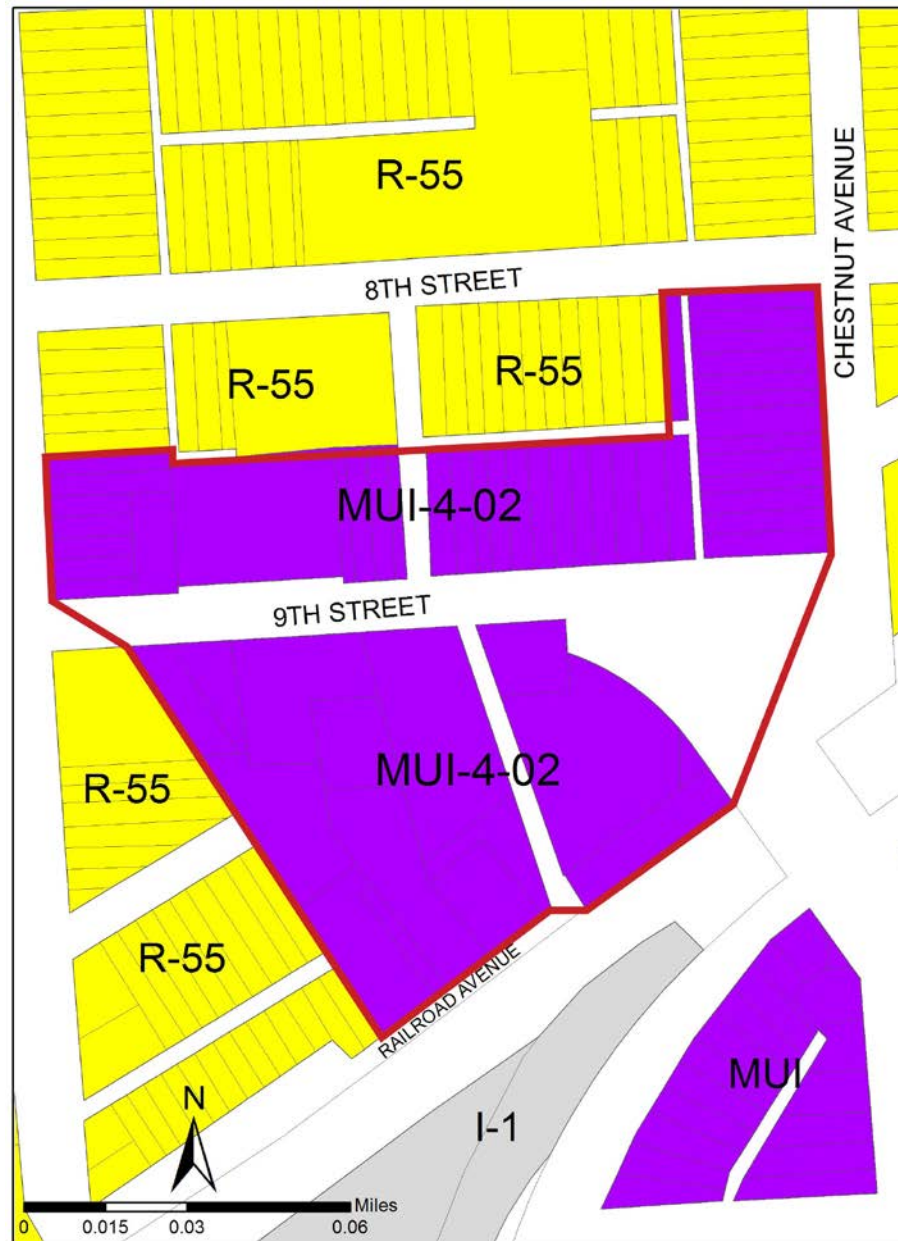 R-55
CHESTNUT AVENUE
8TH STREET
R-55
R-55
MUI-4-02
9TH STREET
MUI-4-02
R-55
R-55
RAILROAD AVENUE
MUI
I-1
N
Miles
0 0.015 0.03 0.06